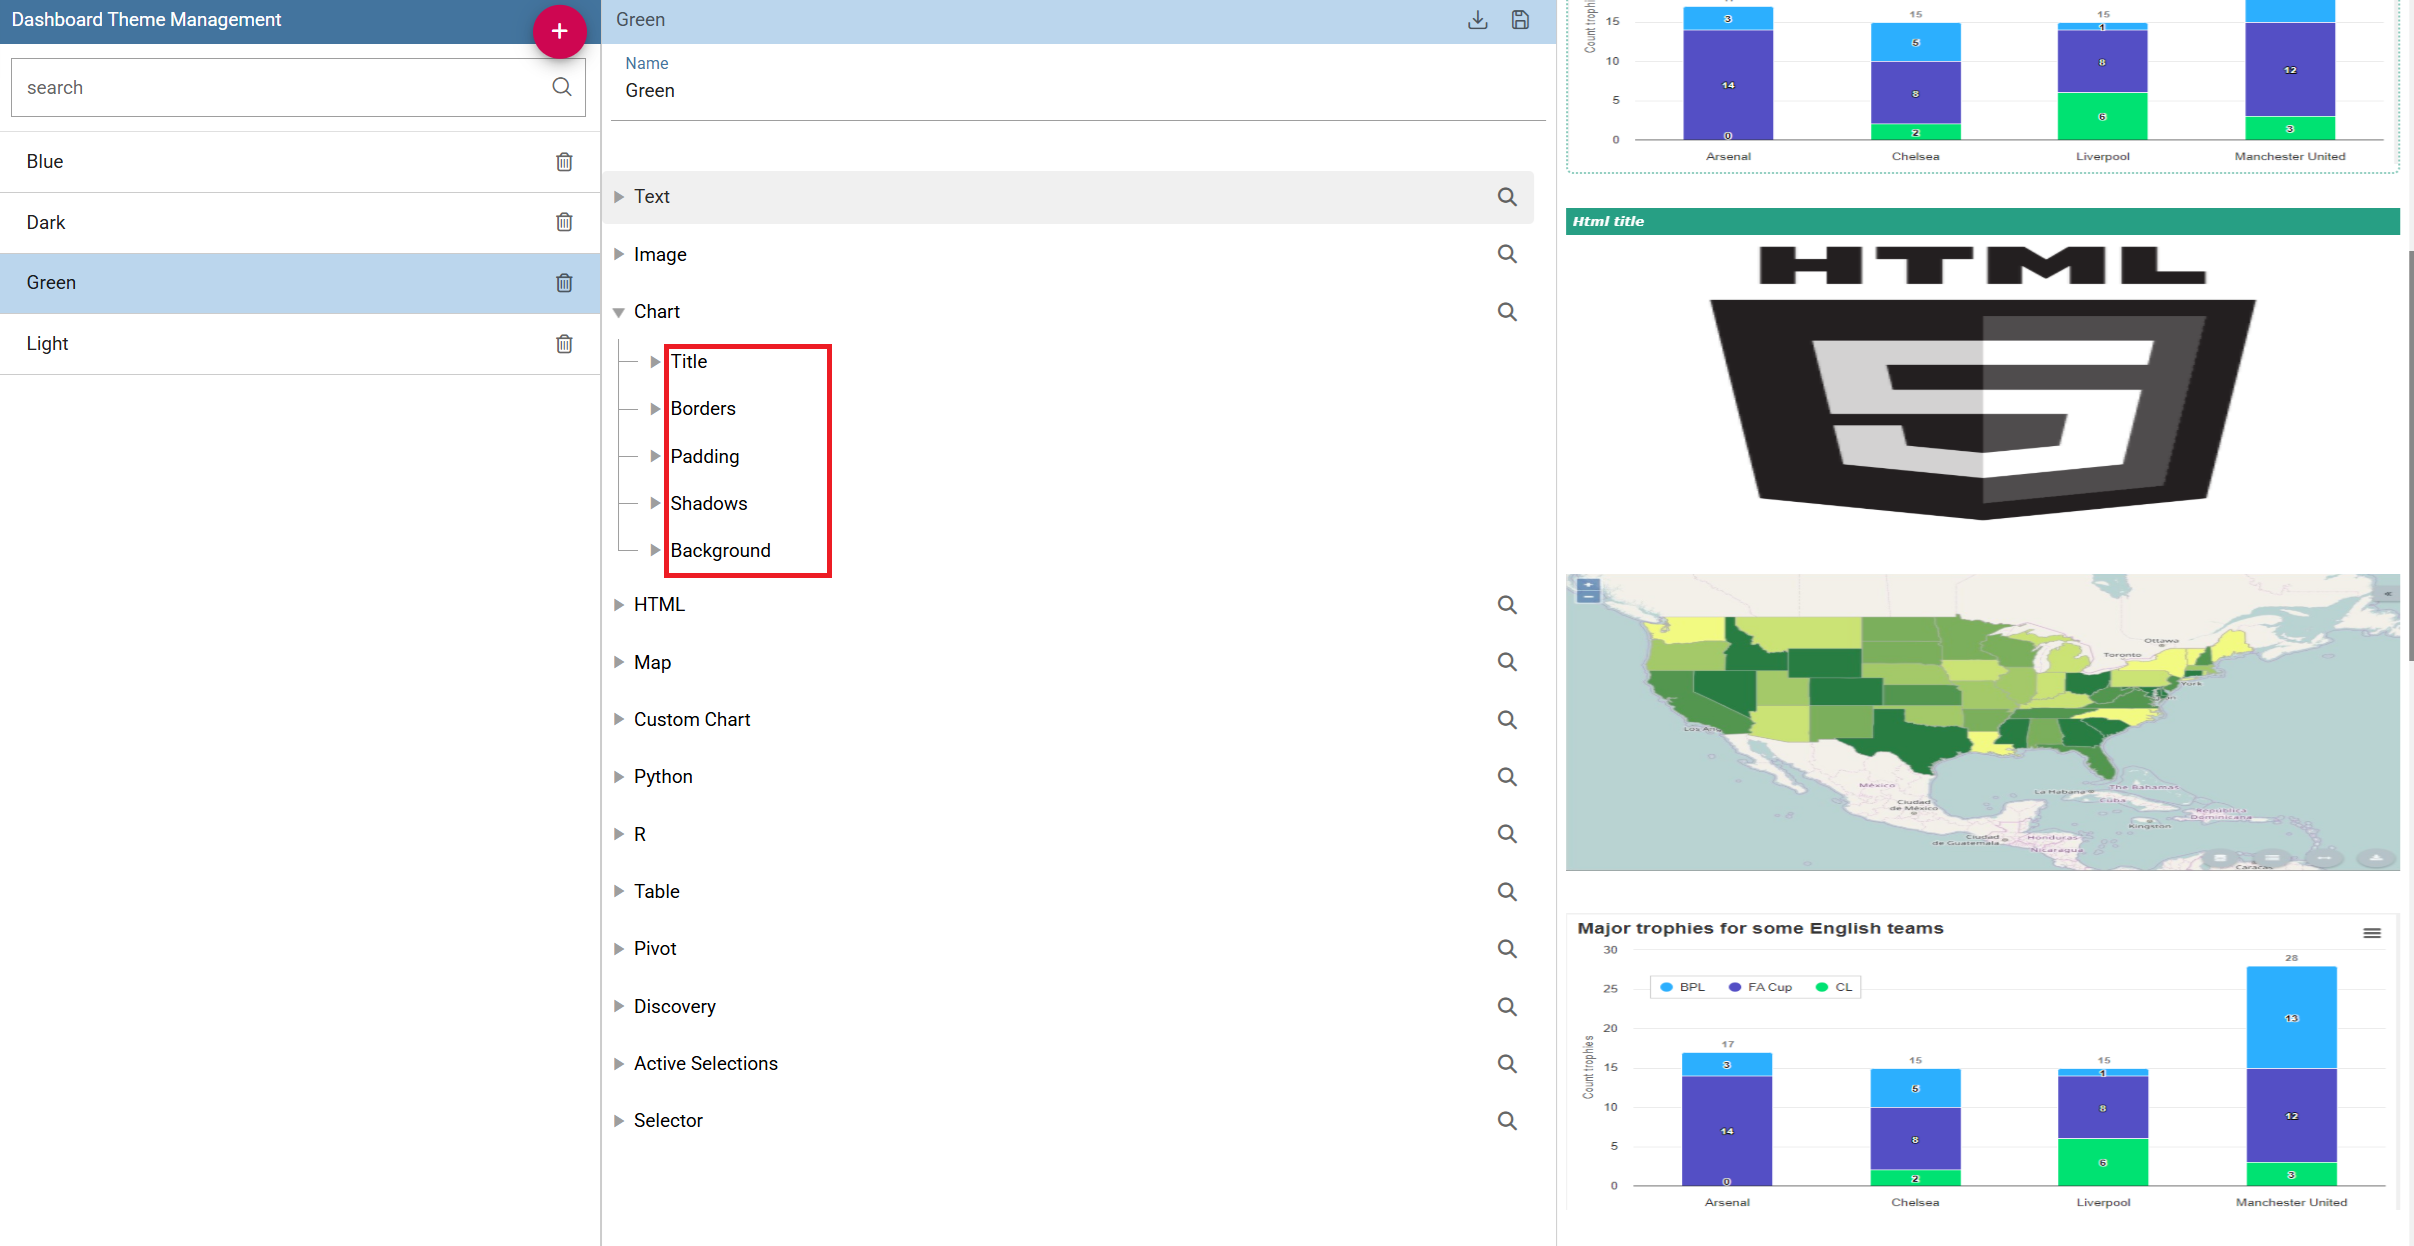 Dashboard Theme Management
+
search
Blue
Dark
Green
Light
Green
Name
Green
Text
Image
Chart
Title
Borders
Padding
Shadows
Background
HTML
Map
Custom Chart
Python
R
Table
Pivot
Discovery
Active Selections
Selector
15
10
5
0
15
15
3
14
0
5
8
2
1
8
6
12
3
Arsenal
Chelsea
Liverpool
Manchester United
Html title
HTML
5
+
−
«
Ottawa
Toronto
York
Los An
México
Ciudad
de México
La Habana
The Bahamas
Cuba
República
Dominicana
Kingston
Ciudad
de Guatemala
Honduras
Nicaragua
Caracas
Major trophies for some English teams
30
25
20
15
10
5
0
Count trophies
BPL
FA Cup
CL
17
3
14
0
15
5
8
2
15
1
8
6
28
13
12
3
Arsenal
Chelsea
Liverpool
Manchester United